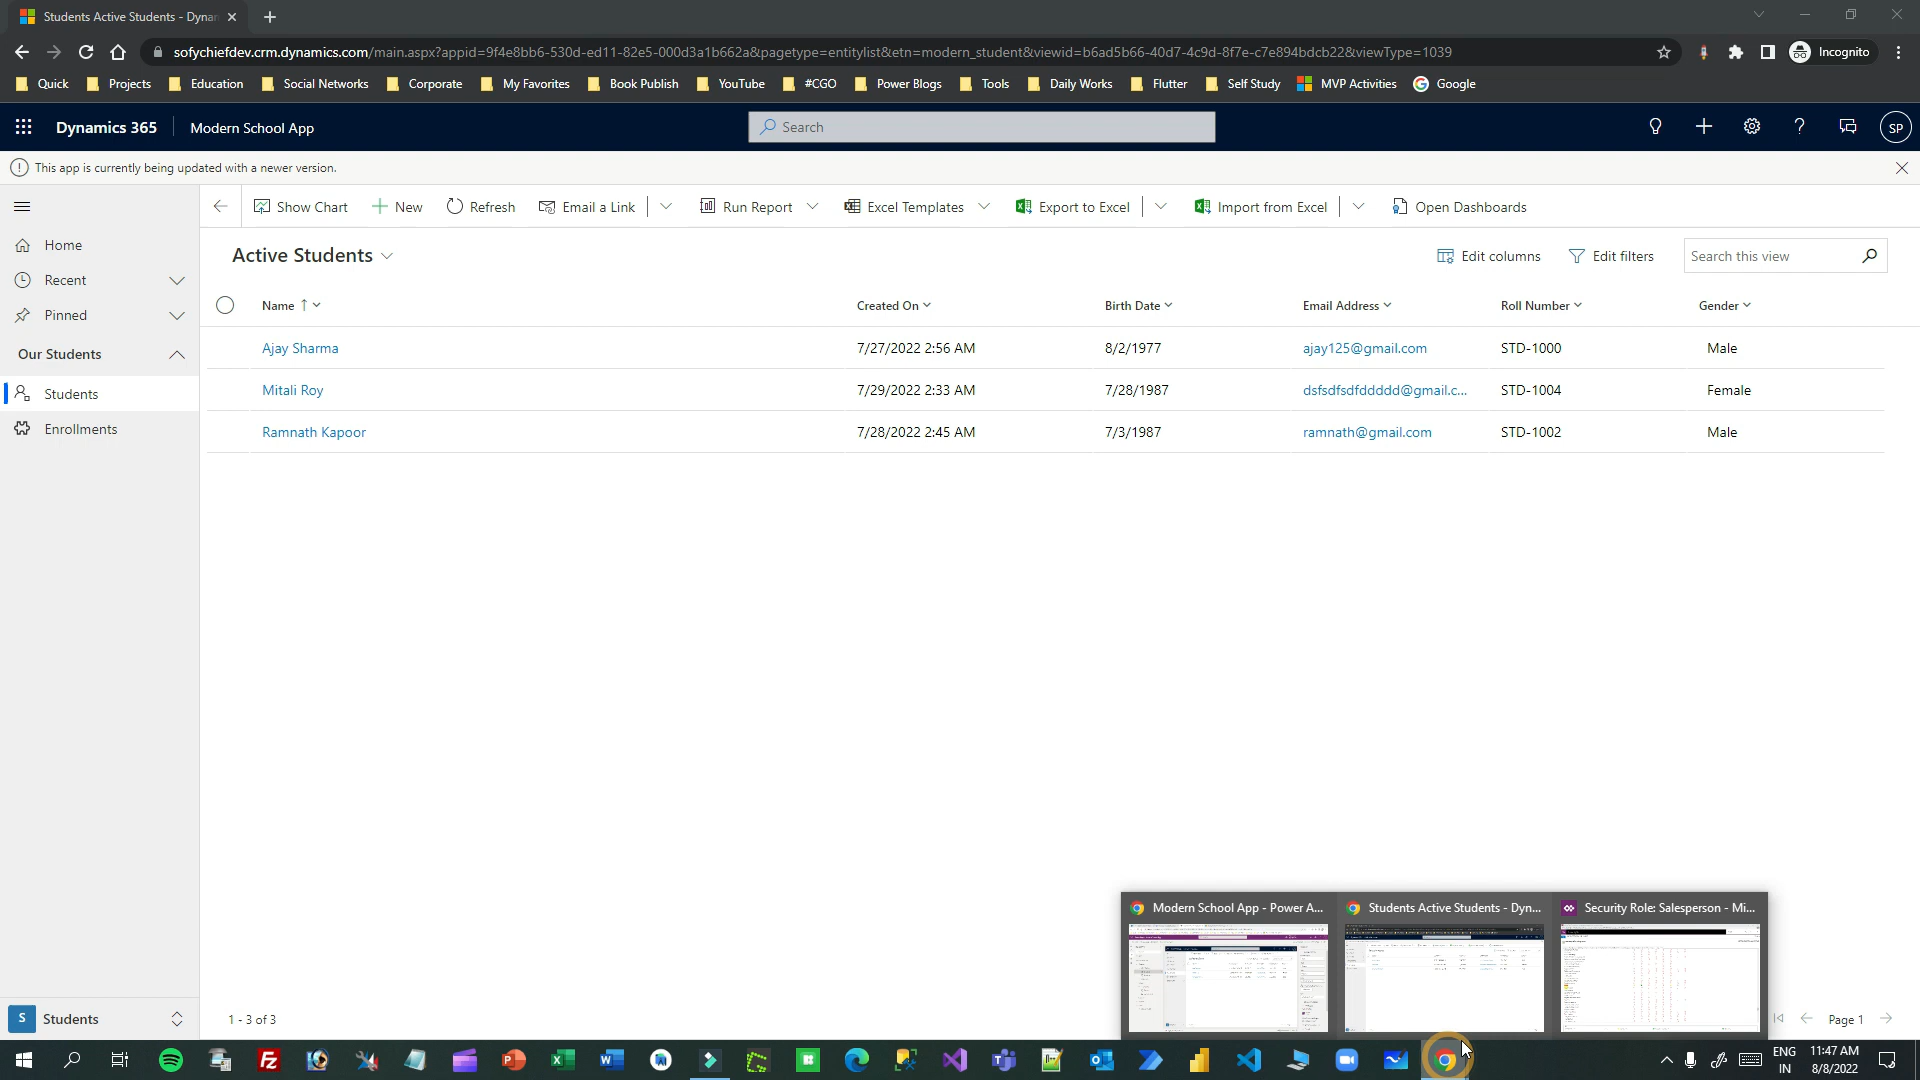 Students Active Students - Dynan
sofychiefdev.crm.dynamics.com/main.aspx?appid=9f4e8bb6-530d-ed11-82e5-000d3a1b662a&pagetype=entitylist&etn=modern_student&viewid=b6ad5b66-40d7-4c9d-8f7e-c7e894bdcb22&viewType=1039
Incognito
Quick Projects Education Social Networks Corporate My Favorites Book Publish YouTube #CGO Power Blogs Tools Daily Works Flutter Self Study MVP Activities Google
Dynamics 365 Modern School App Search SP
This app is currently being updated with a newer version.
Show Chart New Refresh Email a Link Run Report Excel Templates Export to Excel Import from Excel Open Dashboards
Home
Recent
Pinned
Our Students
Students
Enrollments
Active Students Edit columns Edit filters Search this view
Name Created On Birth Date Email Address Roll Number Gender
Ajay Sharma 7/27/2022 2:56 AM 8/2/1977 ajay125@gmail.com STD-1000 Male
Mitali Roy 7/29/2022 2:33 AM 7/28/1987 dsfsdfsdfddddd@gmail.c... STD-1004 Female
Ramnath Kapoor 7/28/2022 2:45 AM 7/3/1987 ramnath@gmail.com STD-1002 Male
Modern School App - Power A... Students Active Students - Dyn... Security Role: Salesperson - Mi...
S Students 1 - 3 of 3 Page 1
ENG
IN
11:47 AM
8/8/2022